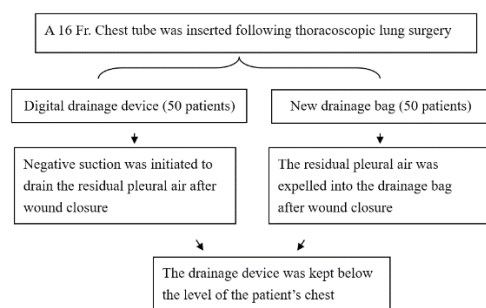 A 16 Fr. Chest tube was inserted following thoracoscopic lung surgery
Digital drainage device (50 patients)
New drainage bag (50 patients)
Negative suction was initiated to
drain the residual pleural air after
wound closure
The residual pleural air was
expelled into the drainage bag
after wound closure
The drainage device was kept below
the level of the patient’s chest